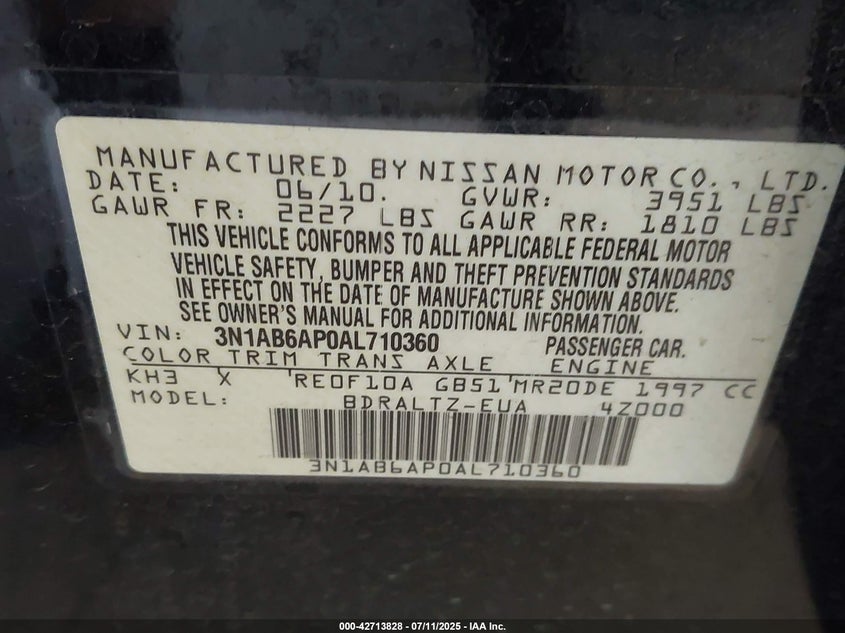 MANUFACTURED BY NISSAN MOTOR CO., LTD.
DATE: 06/10. GVWR: 3951 LBS
GAWR FR: 2227 LBS GAWR RR: 1810 LBS
THIS VEHICLE CONFORMS TO ALL APPLICABLE FEDERAL MOTOR
VEHICLE SAFETY, BUMPER AND THEFT PREVENTION STANDARDS
IN EFFECT ON THE DATE OF MANUFACTURE SHOWN ABOVE.
SEE OWNER'S MANUAL FOR ADDITIONAL INFORMATION.
VIN: 3N1AB6AP0AL710360 PASSENGER CAR.
COLOR TRIM TRANS AXLE ENGINE
KH3 X RE0F10A GB51 MR20DE 1997 CC
MODEL: BDRALTZ-EUA 4Z000
3N1AB6AP0AL710360
000-42713828 - 07/11/2025 - IAA Inc.